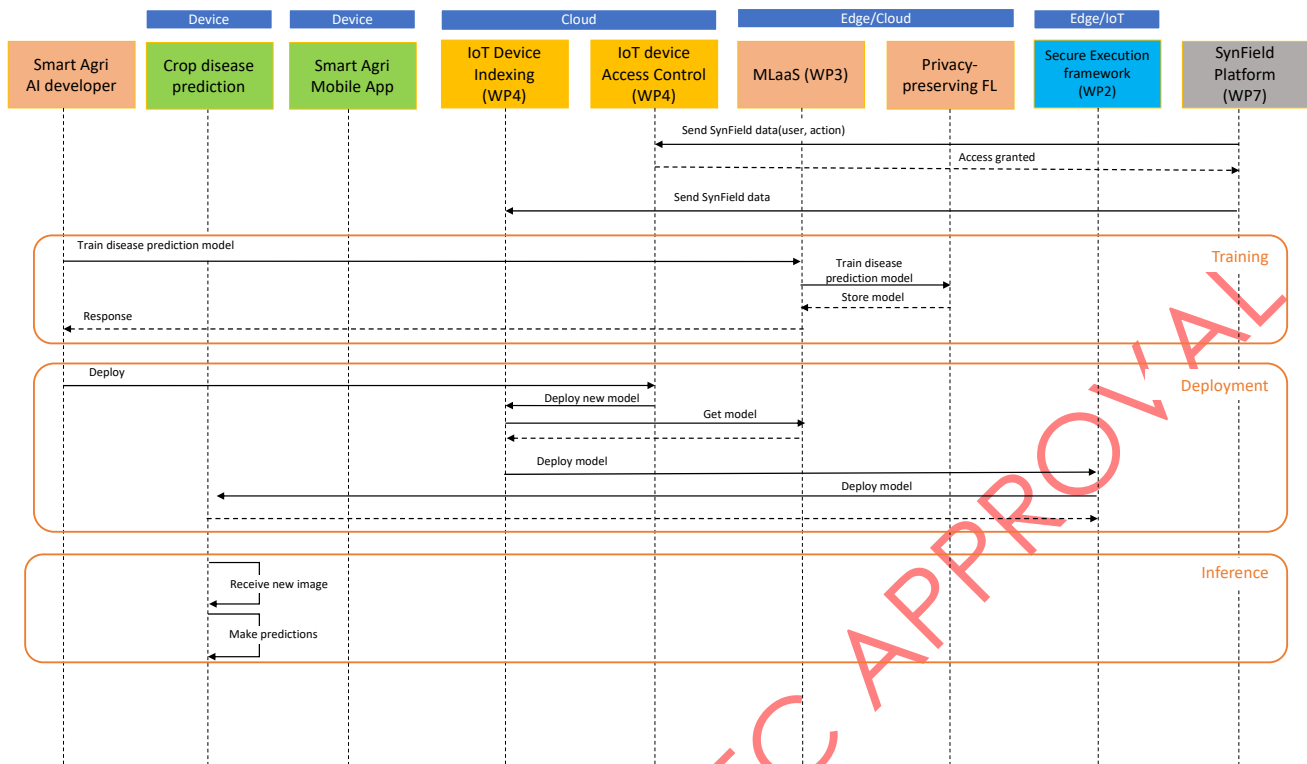 Device
Device
Cloud
Edge/Cloud
Edge/IoT
Smart Agri
AI developer
Crop disease
prediction
Smart Agri
Mobile App
IoT Device
Indexing
(WP4)
IoT device
Access Control
(WP4)
MLaaS (WP3)
Privacy-
preserving FL
Secure Execution
framework
(WP2)
SynField
Platform
(WP7)
Send SynField data(user, action)
Access granted
Send SynField data
Training
Train disease prediction model
Train disease
prediction model
Store model
Response
Deployment
Deploy
Deploy new model
Get model
Deploy model
Deploy model
Inference
Receive new image
Make predictions
EC APPROVAL